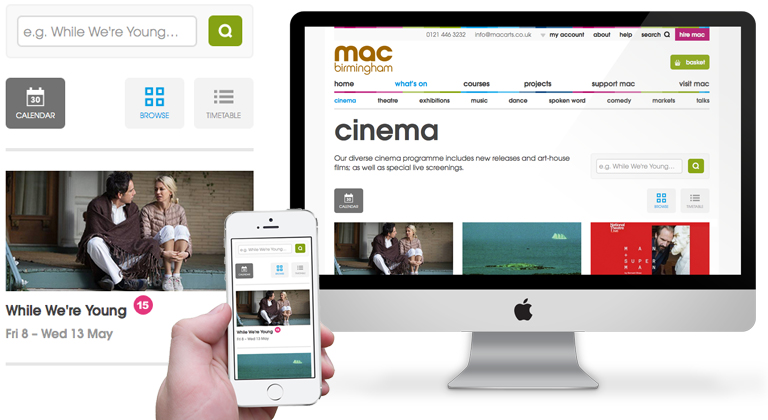 e.g. While We're Young...
30
CALENDAR
BROWSE
TIMETABLE
While We're Young 15
Fri 8 – Wed 13 May
e.g. While We're Young...
CALENDAR
BROWSE
While We're Young 15
Fri 8 – Wed 13 May
0121 446 3232 info@macarts.co.uk my account about help search hire mac
mac
birmingham
basket
home what's on courses projects support mac visit mac
cinema theatre exhibitions music dance spoken word comedy markets talks
cinema
Our diverse cinema programme includes new releases and art-house
films; as well as special live screenings.
e.g. While We're Young...
CALENDAR
BROWSE
TIMETABLE
National
Theatre
Live
MAN
SUPER
MAN